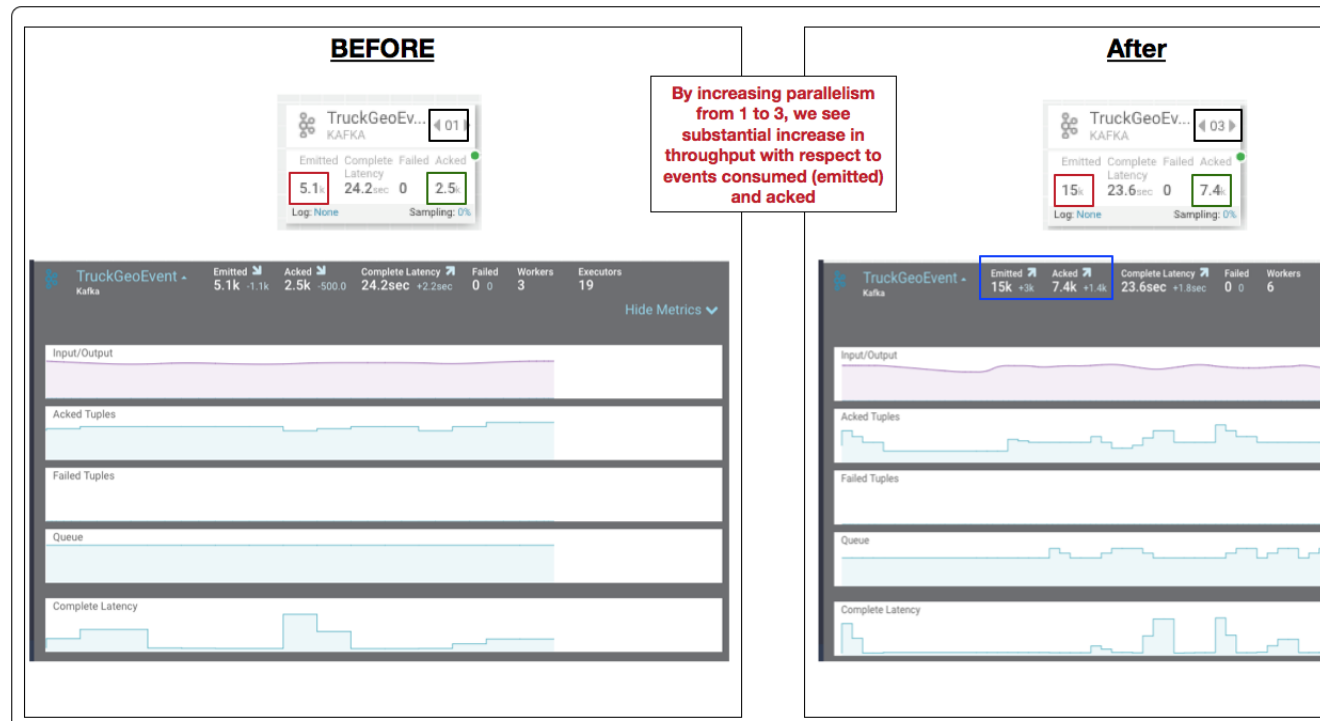 BEFORE
TruckGeoEv... 01
KAFKA
Emitted Complete Latency Failed Acked
5.1k 24.2sec 0 2.5k
Log: None Sampling: 0%
TruckGeoEvent
Kafka
Emitted Acked Complete Latency Failed Workers Executors
5.1k -1.1k 2.5k -500.0 24.2sec +2.2sec 0 0 3 19
Hide Metrics
Input/Output
Acked Tuples
Failed Tuples
Queue
Complete Latency
By increasing parallelism
from 1 to 3, we see
substantial increase in
throughput with respect to
events consumed (emitted)
and acked
After
TruckGeoEv... 03
KAFKA
Emitted Complete Latency Failed Acked
15k 23.6sec 0 7.4k
Log: None Sampling: 0%
TruckGeoEvent
Kafka
Emitted Acked Complete Latency Failed Workers
15k +3k 7.4k +1.4k 23.6sec +1.8sec 0 0 6
Input/Output
Acked Tuples
Failed Tuples
Queue
Complete Latency